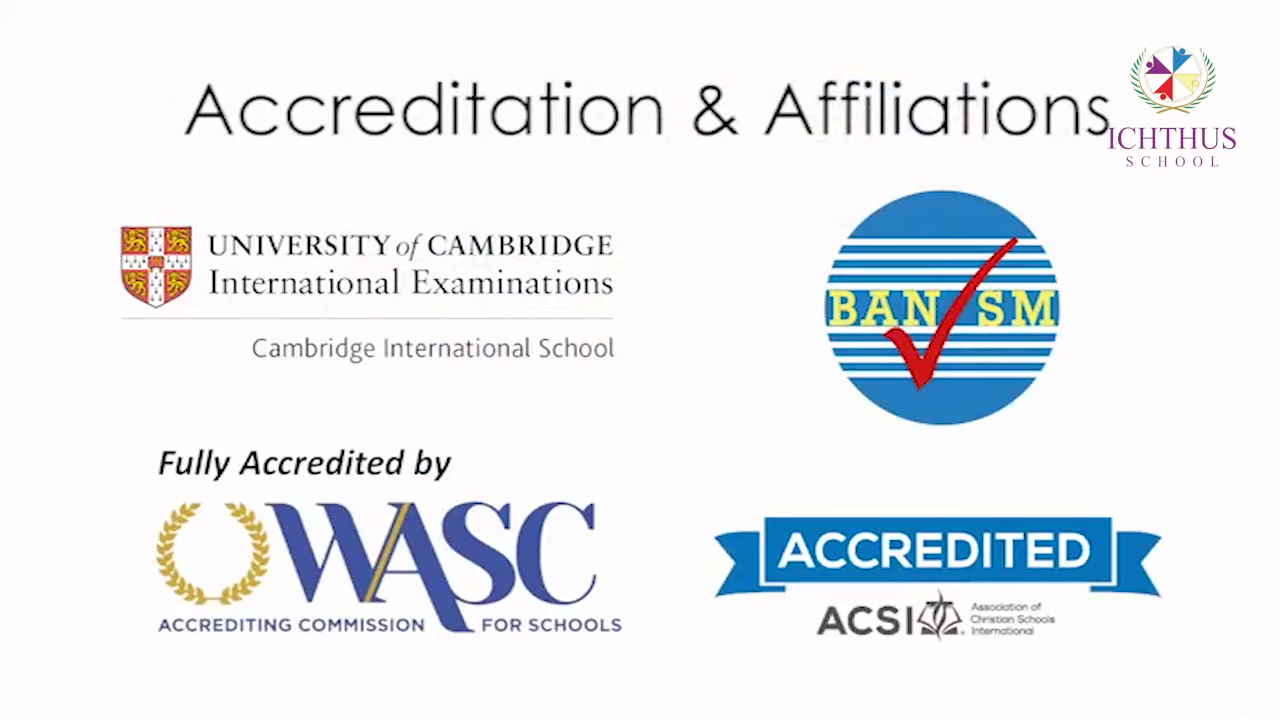 Accreditation & Affiliations
ICHTHUS
SCHOOL
UNIVERSITY of CAMBRIDGE
International Examinations
Cambridge International School
BAN SM
Fully Accredited by
WASC
ACCREDITING COMMISSION FOR SCHOOLS
ACCREDITED
ACSI
Association of
Christian Schools
International